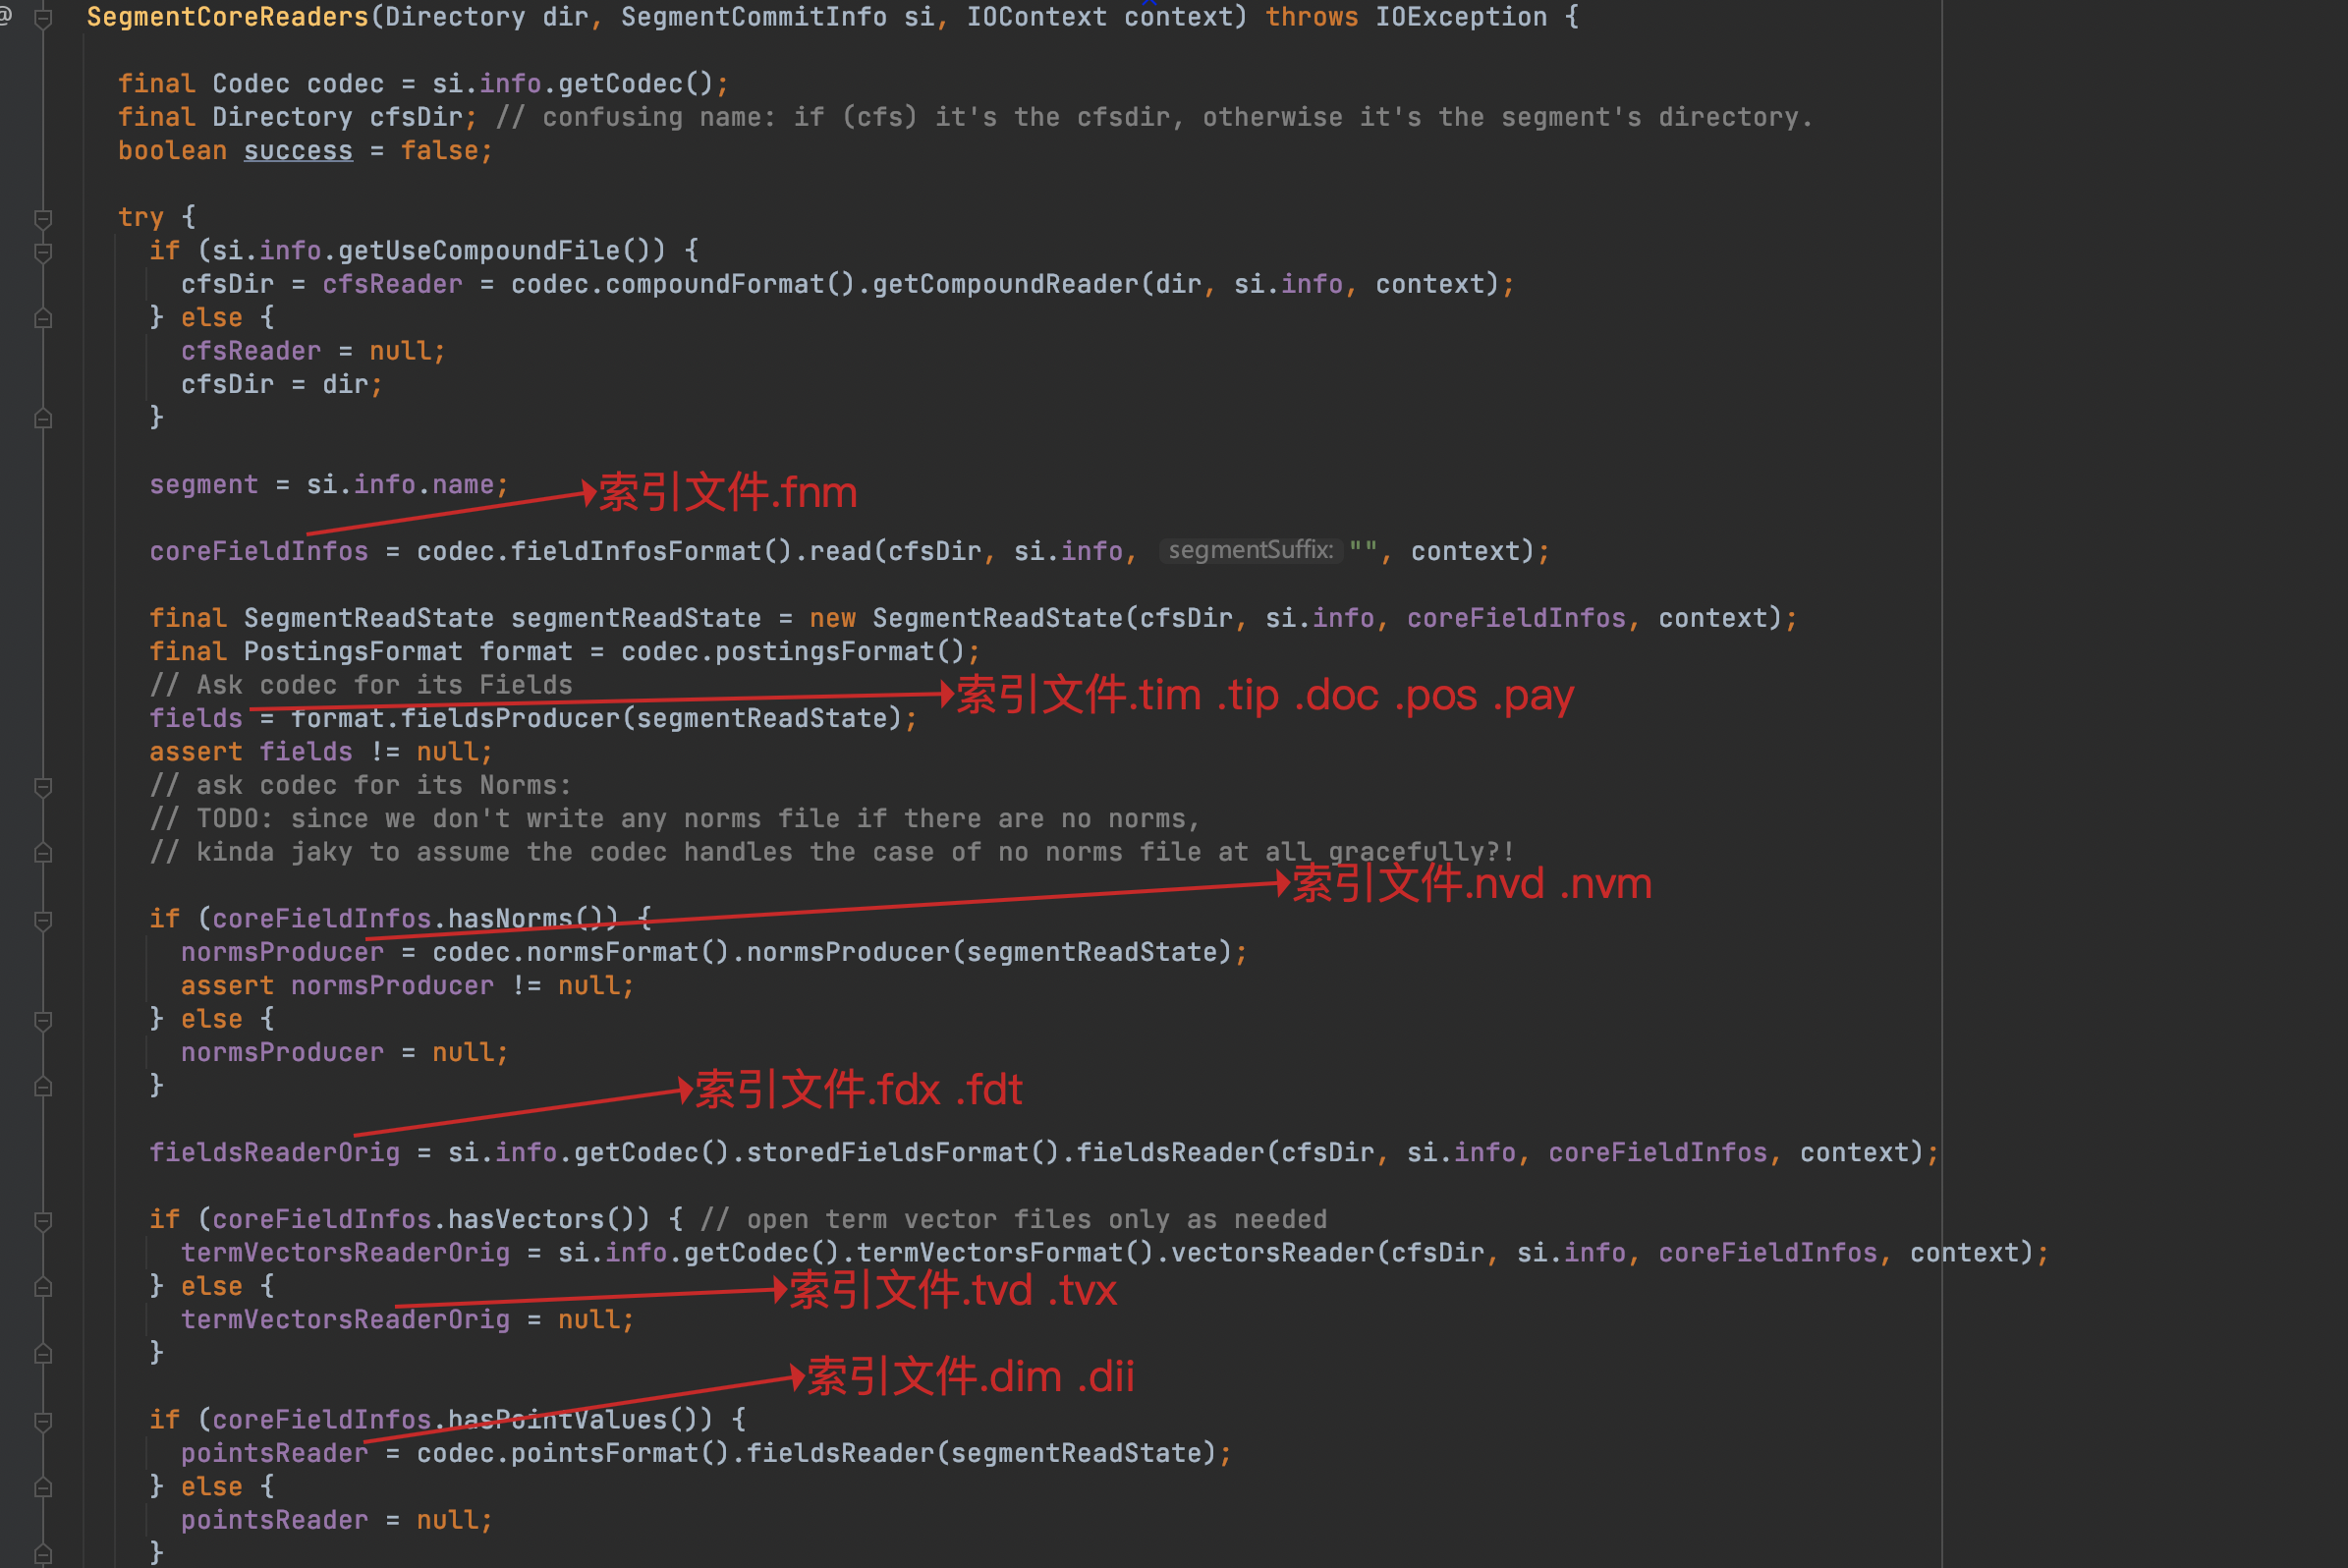 @
SegmentCoreReaders(Directory dir, SegmentCommitInfo si, IOContext context) throws IOException {
final Codec codec = si.info.getCodec();
final Directory cfsDir; // confusing name: if (cfs) it's the cfsdir, otherwise it's the segment's directory.
boolean success = false;
try {
if (si.info.getUseCompoundFile()) {
cfsDir = cfsReader = codec.compoundFormat().getCompoundReader(dir, si.info, context);
} else {
cfsReader = null;
cfsDir = dir;
}
segment = si.info.name;
索引文件.fnm
coreFieldInfos = codec.fieldInfosFormat().read(cfsDir, si.info, segmentSuffix: "", context);
final SegmentReadState segmentReadState = new SegmentReadState(cfsDir, si.info, coreFieldInfos, context);
final PostingsFormat format = codec.postingsFormat();
// Ask codec for its Fields
索引文件.tim .tip .doc .pos .pay
fields = format.fieldsProducer(segmentReadState);
assert fields != null;
// ask codec for its Norms:
// TODO: since we don't write any norms file if there are no norms,
// kinda jaky to assume the codec handles the case of no norms file at all gracefully?!
索引文件.nvd .nvm
if (coreFieldInfos.hasNorms()) {
normsProducer = codec.normsFormat().normsProducer(segmentReadState);
assert normsProducer != null;
} else {
normsProducer = null;
}
索引文件.fdx .fdt
fieldsReaderOrig = si.info.getCodec().storedFieldsFormat().fieldsReader(cfsDir, si.info, coreFieldInfos, context);
if (coreFieldInfos.hasVectors()) { // open term vector files only as needed
termVectorsReaderOrig = si.info.getCodec().termVectorsFormat().vectorsReader(cfsDir, si.info, coreFieldInfos, context);
} else {
索引文件.tvd .tvx
termVectorsReaderOrig = null;
}
索引文件.dim .dii
if (coreFieldInfos.hasPointValues()) {
pointsReader = codec.pointsFormat().fieldsReader(segmentReadState);
} else {
pointsReader = null;
}